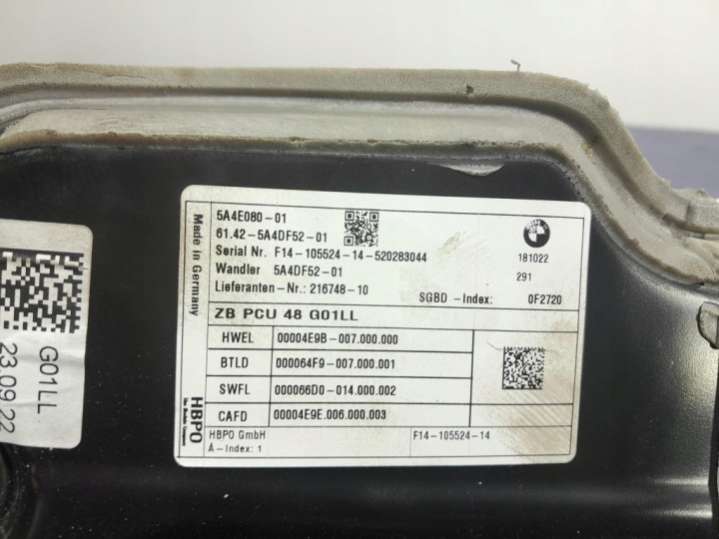 5A4E080-01
61.42-5A4DF52-01
Serial Nr. F14-105524-14-520283044
Wandler 5A4DF52-01
Lieferanten-Nr.: 216748-10
SGBD -Index: 0F2720
BMW
181022
291
Made in Germany
ZB PCU 48 G01LL
HWEL 00004E9B-007.000.000
BTLD 000064F9-007.000.001
SWFL 000066D0-014.000.002
CAFD 00004E9E.006.000.003
HBPO
HBPO GmbH
A-Index: 1
F14-105524-14
G01LL
23.09.22